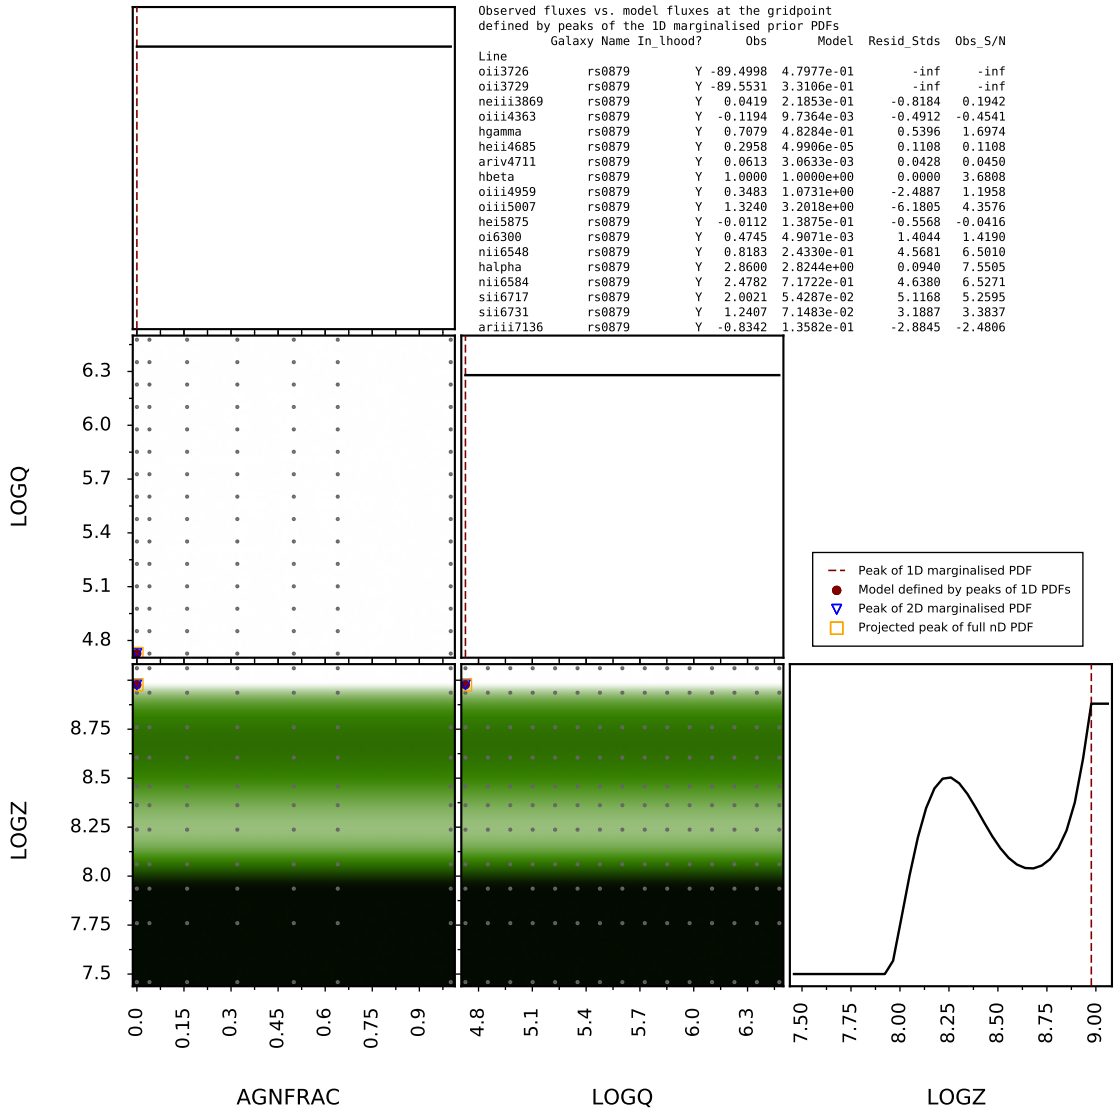 Observed fluxes vs. model fluxes at the gridpoint
defined by peaks of the 1D marginalised prior PDFs
Galaxy Name In_lhood? Obs Model Resid_Stds Obs_S/N
Line
oii3726 rs0879 Y -89.4998 4.7977e-01 -inf -inf
oii3729 rs0879 Y -89.5531 3.3106e-01 -inf -inf
neiii3869 rs0879 Y 0.0419 2.1853e-01 -0.8184 0.1942
oiii4363 rs0879 Y -0.1194 9.7364e-03 -0.4912 -0.4541
hgamma rs0879 Y 0.7079 4.8284e-01 0.5396 1.6974
heii4685 rs0879 Y 0.2958 4.9906e-05 0.1108 0.1108
ariv4711 rs0879 Y 0.0613 3.0633e-03 0.0428 0.0450
hbeta rs0879 Y 1.0000 1.0000e+00 0.0000 3.6808
oiii4959 rs0879 Y 0.3483 1.0731e+00 -2.4887 1.1958
oiii5007 rs0879 Y 1.3240 3.2018e+00 -6.1805 4.3576
hei5875 rs0879 Y -0.0112 1.3875e-01 -0.5568 -0.0416
oi6300 rs0879 Y 0.4745 4.9071e-03 1.4044 1.4190
nii6548 rs0879 Y 0.8183 2.4330e-01 4.5681 6.5010
halpha rs0879 Y 2.8600 2.8244e+00 0.0940 7.5505
nii6584 rs0879 Y 2.4782 7.1722e-01 4.6380 6.5271
sii6717 rs0879 Y 2.0021 5.4287e-02 5.1168 5.2595
sii6731 rs0879 Y 1.2407 7.1483e-02 3.1887 3.3837
ariii7136 rs0879 Y -0.8342 1.3582e-01 -2.8845 -2.4806
LOGQ
6.3
6.0
5.7
5.4
5.1
4.8
Peak of 1D marginalised PDF
Model defined by peaks of 1D PDFs
Peak of 2D marginalised PDF
Projected peak of full nD PDF
LOGZ
8.75
8.5
8.25
8.0
7.75
7.5
0.0 0.15 0.3 0.45 0.6 0.75 0.9
4.8 5.1 5.4 5.7 6.0 6.3
7.50 7.75 8.00 8.25 8.50 8.75 9.00
AGNFRAC LOGQ LOGZ